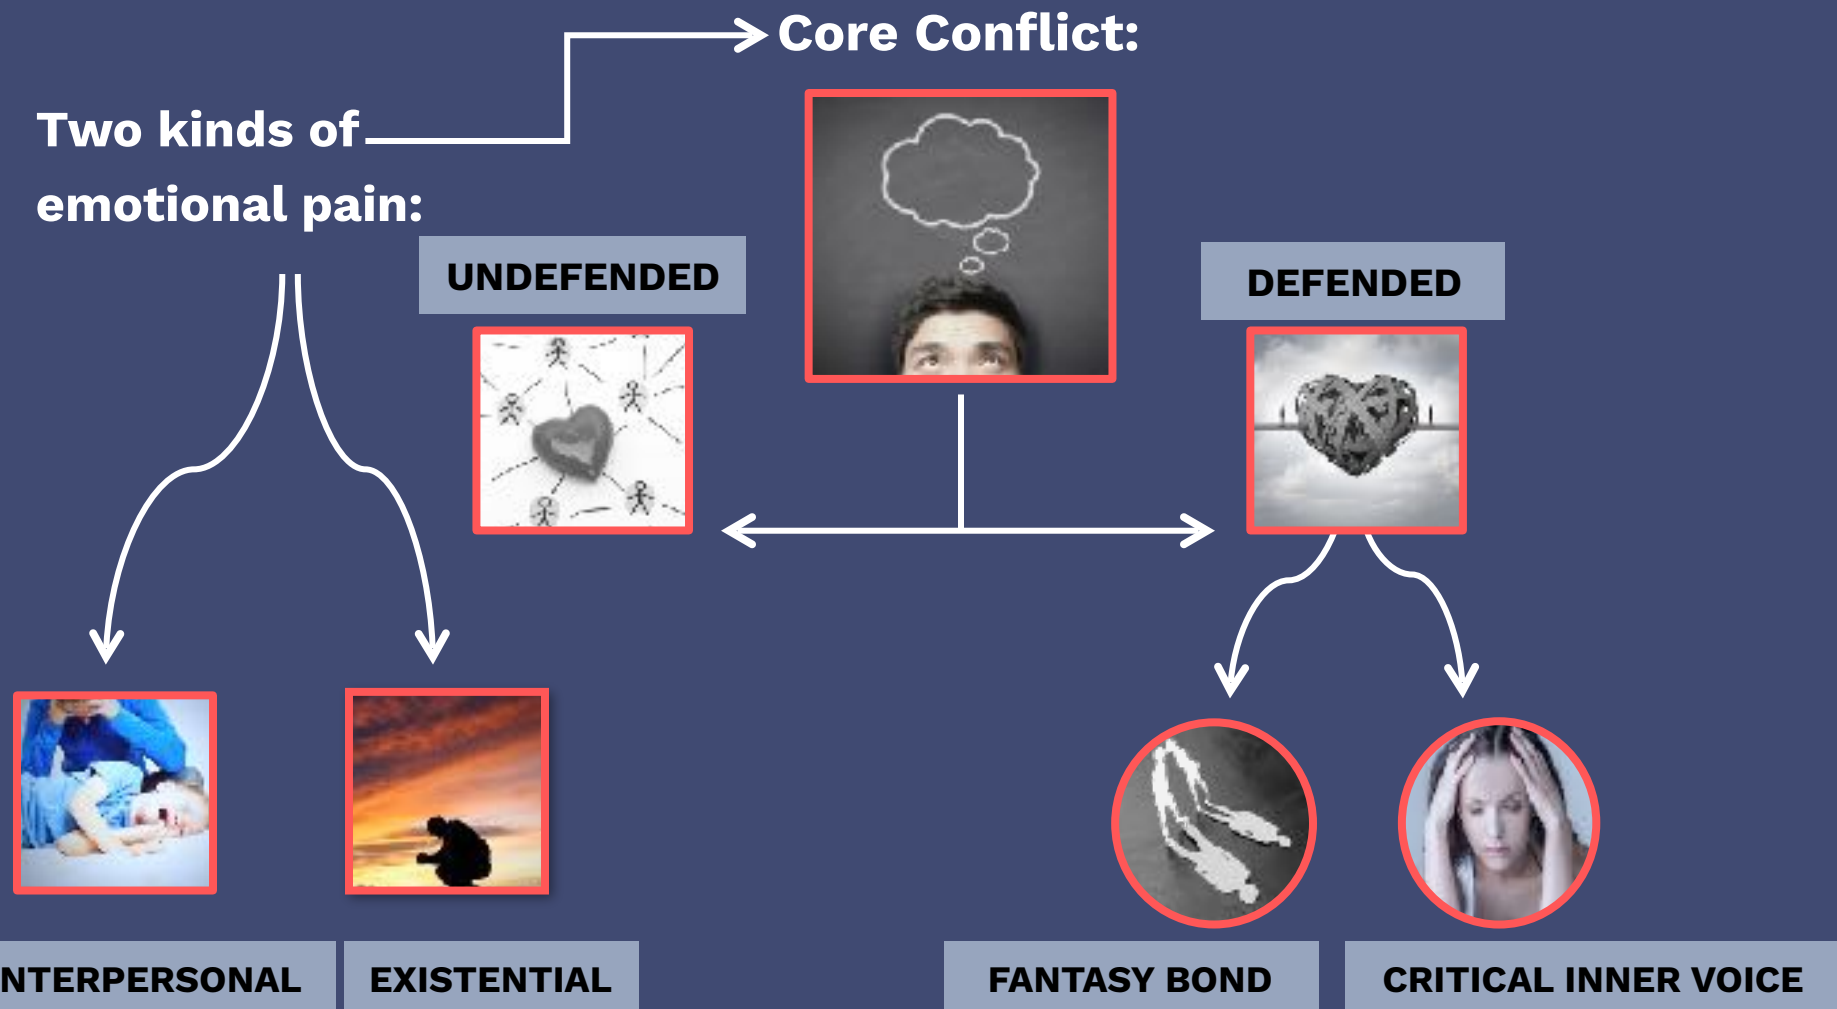 Core Conflict:
Two kinds of
emotional pain:
UNDEFENDED
DEFENDED
NTERPERSONAL
EXISTENTIAL
FANTASY BOND
CRITICAL INNER VOICE